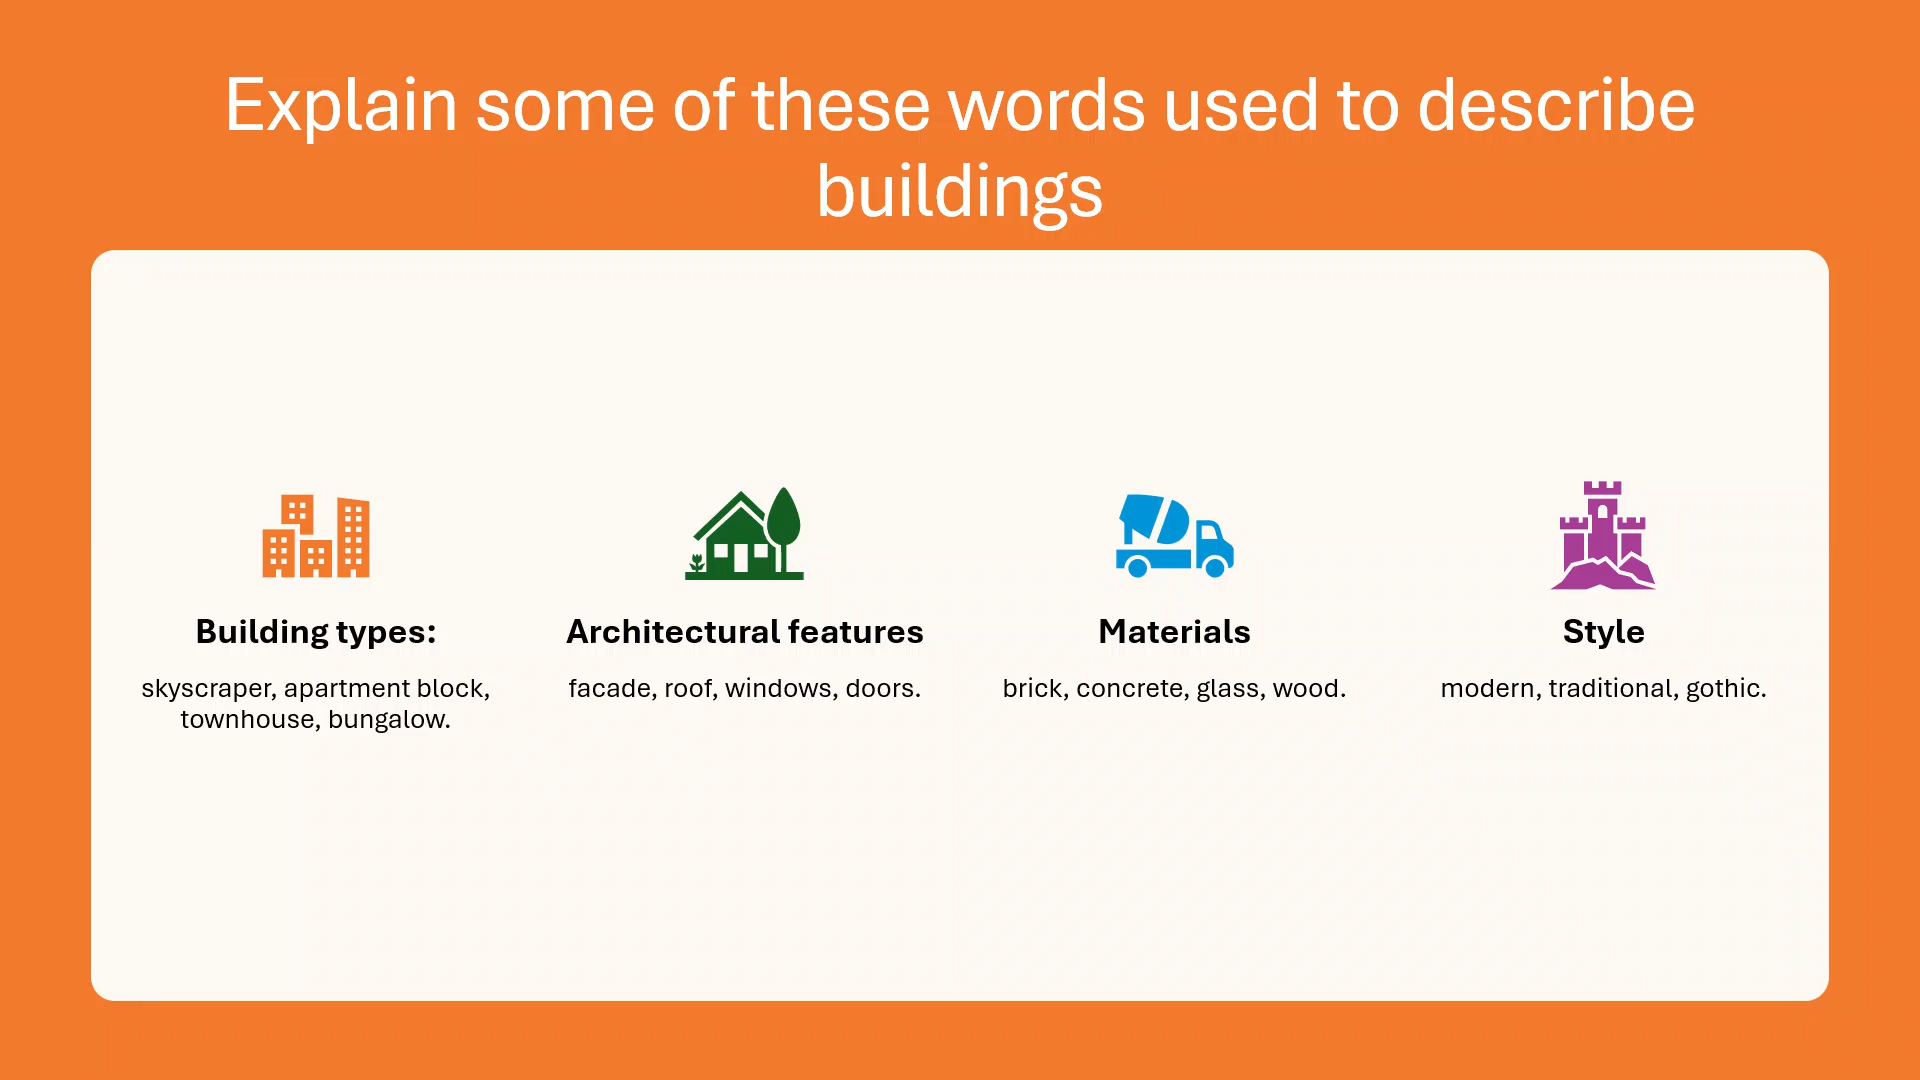 Explain some of these words used to describe
buildings
Building types:
skyscraper, apartment block,
townhouse, bungalow.
Architectural features
facade, roof, windows, doors.
Materials
brick, concrete, glass, wood.
Style
modern, traditional, gothic.